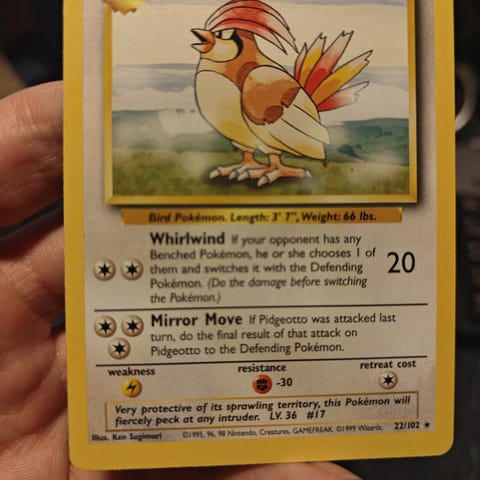 Bird Pokémon. Length: 3' 7", Weight: 66 lbs.
Whirlwind If your opponent has any
Benched Pokémon, he or she chooses 1 of
them and switches it with the Defending
Pokémon. (Do the damage before switching
the Pokémon.)
20
Mirror Move If Pidgeotto was attacked last
turn, do the final result of that attack on
Pidgeotto to the Defending Pokémon.
weakness
resistance
-30
retreat cost
Very protective of its sprawling territory, this Pokémon will
fiercely peck at any intruder. LV. 36 #17
Illus. Ken Sugimori ©1995, 96, 98 Nintendo, Creatures, GAMEFREAK. ©1999 Wizards. 22/102 ★